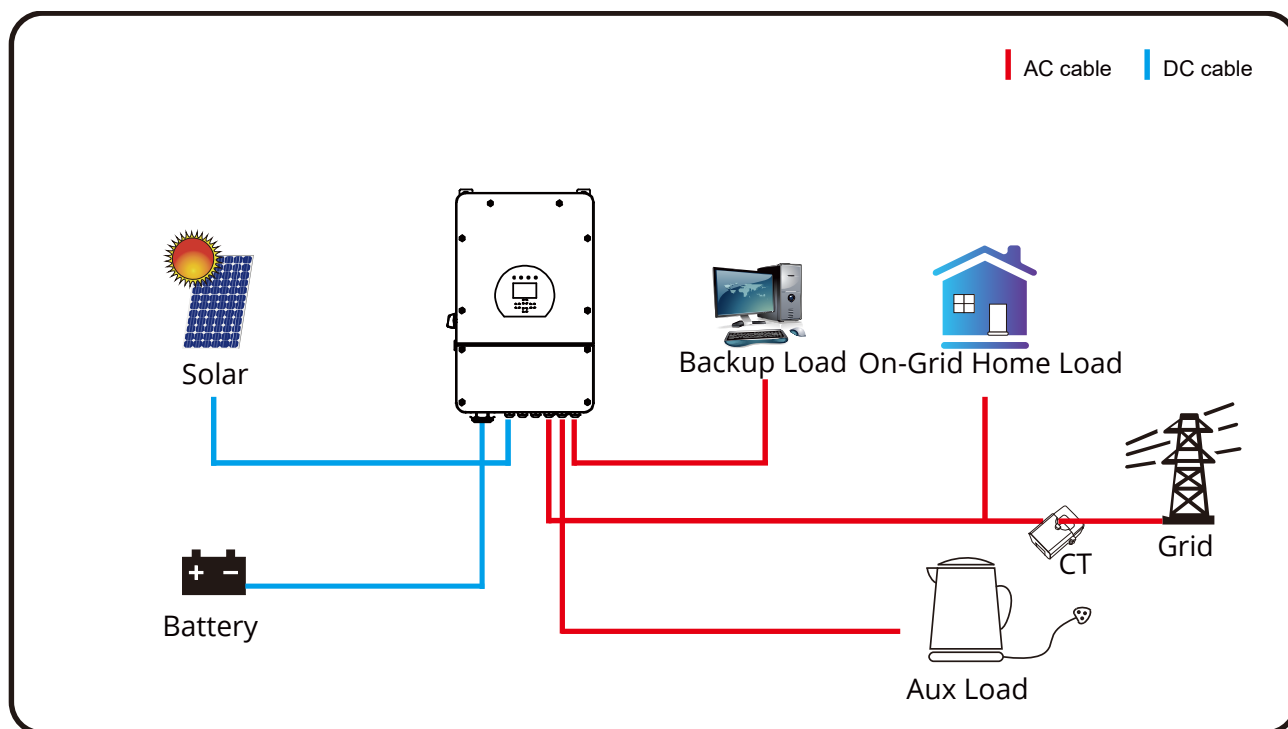 AC cable
DC cable
Solar
Backup Load
On-Grid Home Load
CT
Grid
Battery
Aux Load